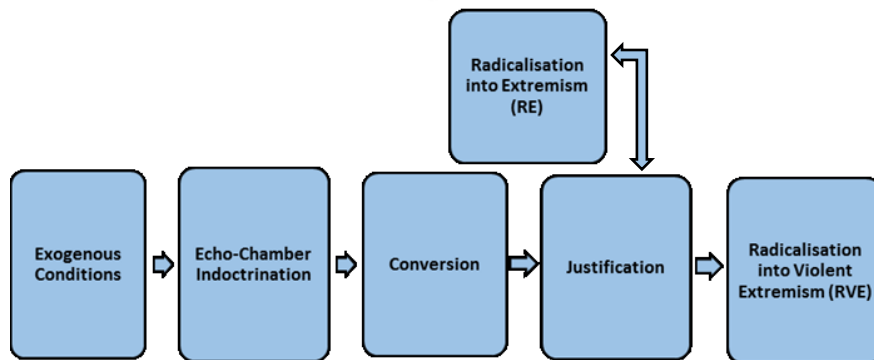 Radicalisation
into Extremism
(RE)
Exogenous
Conditions
Echo-Chamber
Indoctrination
Conversion
Justification
Radicalisation
into Violent
Extremism (RVE)